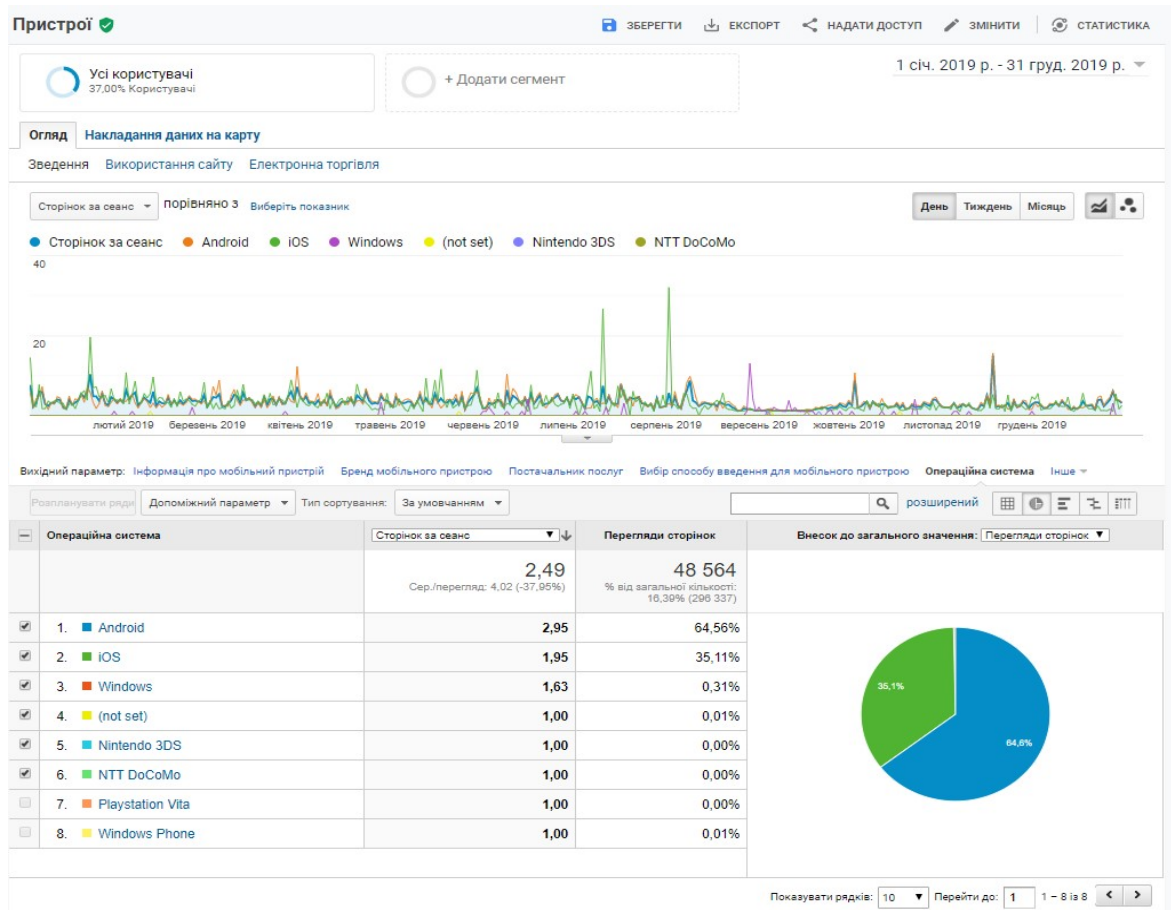 Пристрої
ЗБЕРЕГТИ ЕКСПОРТ НАДАТИ ДОСТУП ЗМІНИТИ СТАТИСТИКА
Усі користувачі
37,00% Користувачі
+ Додати сегмент
1 січ. 2019 р. - 31 груд. 2019 р.
Огляд Накладання даних на карту
Зведення Використання сайту Електронна торгівля
Сторінок за сеанс порівняно з Виберіть показник
День Тиждень Місяць
Сторінок за сеанс Android iOS Windows (not set) Nintendo 3DS NTT DoCoMo
40
20
лютий 2019 березень 2019 квітень 2019 травень 2019 червень 2019 липень 2019 серпень 2019 вересень 2019 жовтень 2019 листопад 2019 грудень 2019
Вихідний параметр: Інформація про мобільний пристрій Бренд мобільного пристрою Постачальник послуг Вибір способу введення для мобільного пристрою Операційна система Інше
Розпланувати ряди Допоміжний параметр Тип сортування: За умовчанням розширений
Операційна система Сторінок за сеанс Перегляди сторінок Внесок до загального значення: Перегляди сторінок
2,49 48 564
Сер./перегляд: 4,02 (-37,95%) % від загальної кількості:
16,39% (296 337)
1. Android 2,95 64,56%
2. iOS 1,95 35,11%
3. Windows 1,63 0,31%
4. (not set) 1,00 0,01%
5. Nintendo 3DS 1,00 0,00%
6. NTT DoCoMo 1,00 0,00%
7. Playstation Vita 1,00 0,00%
8. Windows Phone 1,00 0,01%
35,1%
64,6%
Показувати рядків: 10 Перейти до: 1 1 – 8 із 8